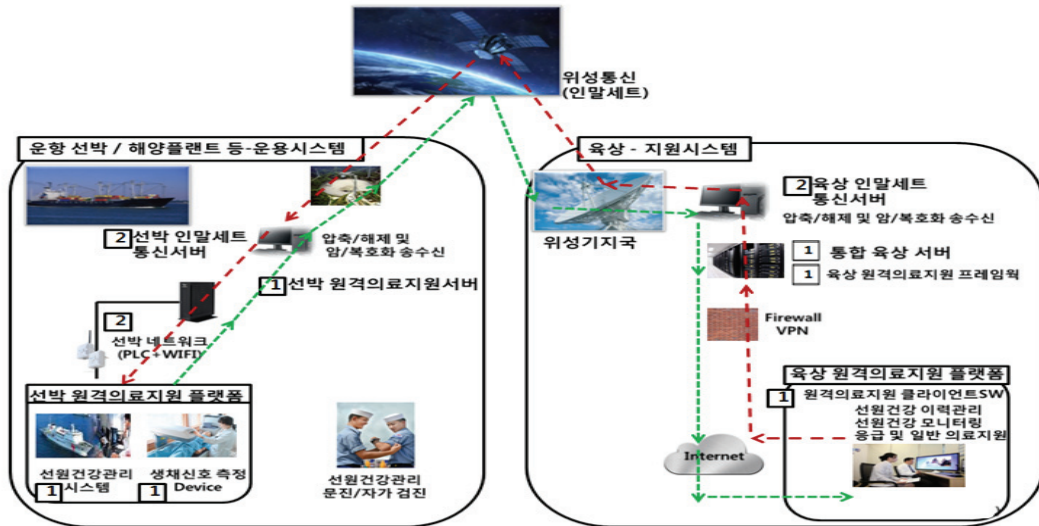 위성통신
(인말세트)
운항 선박 / 해양플랜트 등-운용시스템
2 선박 인말세트
통신서버
압축/해제 및
암/복호화 송수신
1 선박 원격의료지원서버
2
선박 네트워크
(PLC+WIFI)
선박 원격의료지원 플랫폼
선원건강관리
1 시스템
생채신호 측정
1 Device
선원건강관리
문진/자가 검진
육상 - 지원시스템
위성기지국
2 육상 인말세트
통신서버
압축/해제 및 암/복호화 송수신
1 통합 육상 서버
1 육상 원격의료지원 프레임웍
Firewall
VPN
육상 원격의료지원 플랫폼
1 원격의료지원 클라이언트SW
선원건강 이력관리
선원건강 모니터링
응급 및 일반 의료지원
Internet